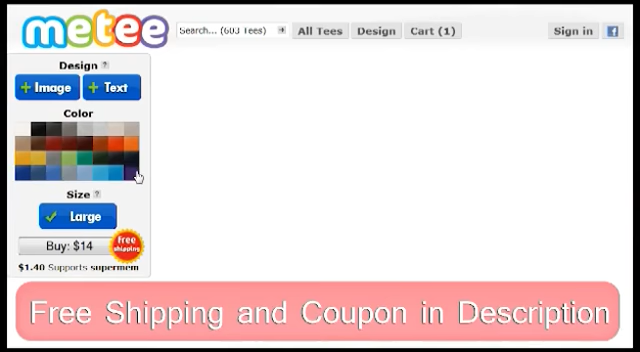 metee
Search... (603 Tees)
All Tees
Design
Cart (1)
Sign in
f
Design ?
+ Image
+ Text
Color
Size ?
Large
Buy: $14
free shipping
$1.40 Supports supermem
Free Shipping and Coupon in Description